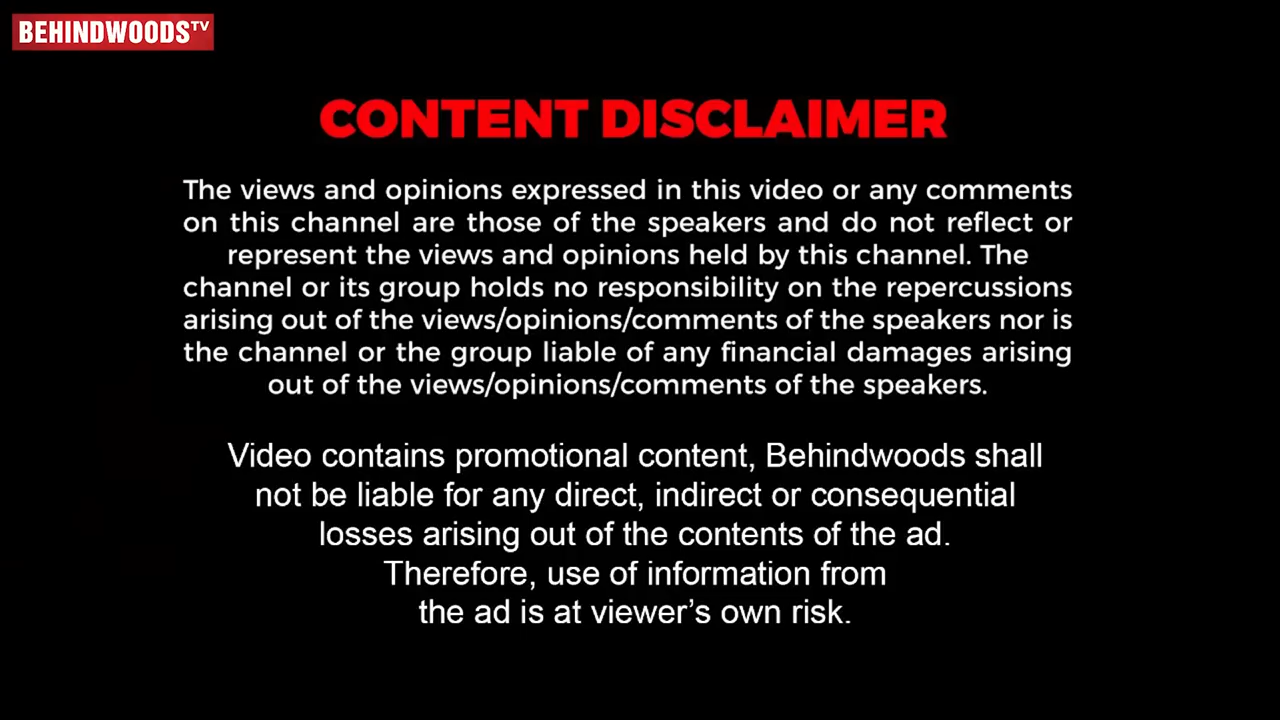 BEHINDWOODS TV
CONTENT DISCLAIMER
The views and opinions expressed in this video or any comments
on this channel are those of the speakers and do not reflect or
represent the views and opinions held by this channel. The
channel or its group holds no responsibility on the repercussions
arising out of the views/opinions/comments of the speakers nor is
the channel or the group liable of any financial damages arising
out of the views/opinions/comments of the speakers.
Video contains promotional content, Behindwoods shall
not be liable for any direct, indirect or consequential
losses arising out of the contents of the ad.
Therefore, use of information from
the ad is at viewer’s own risk.